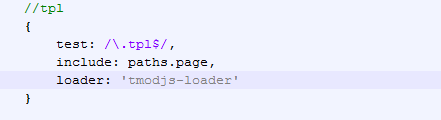 //tpl
{
    test: /\.tpl$/,
    include: paths.page,
    loader: 'tmodjs-loader'
}